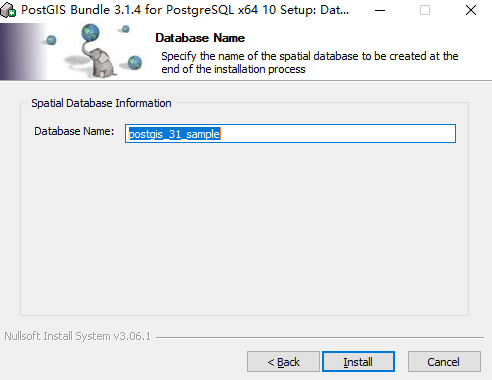 PostGIS Bundle 3.1.4 for PostgreSQL x64 10 Setup: Dat...
Database Name
Specify the name of the spatial database to be created at the
end of the installation process
Spatial Database Information
Database Name:
postgis_31_sample
Nullsoft Install System v3.06.1
< Back
Install
Cancel